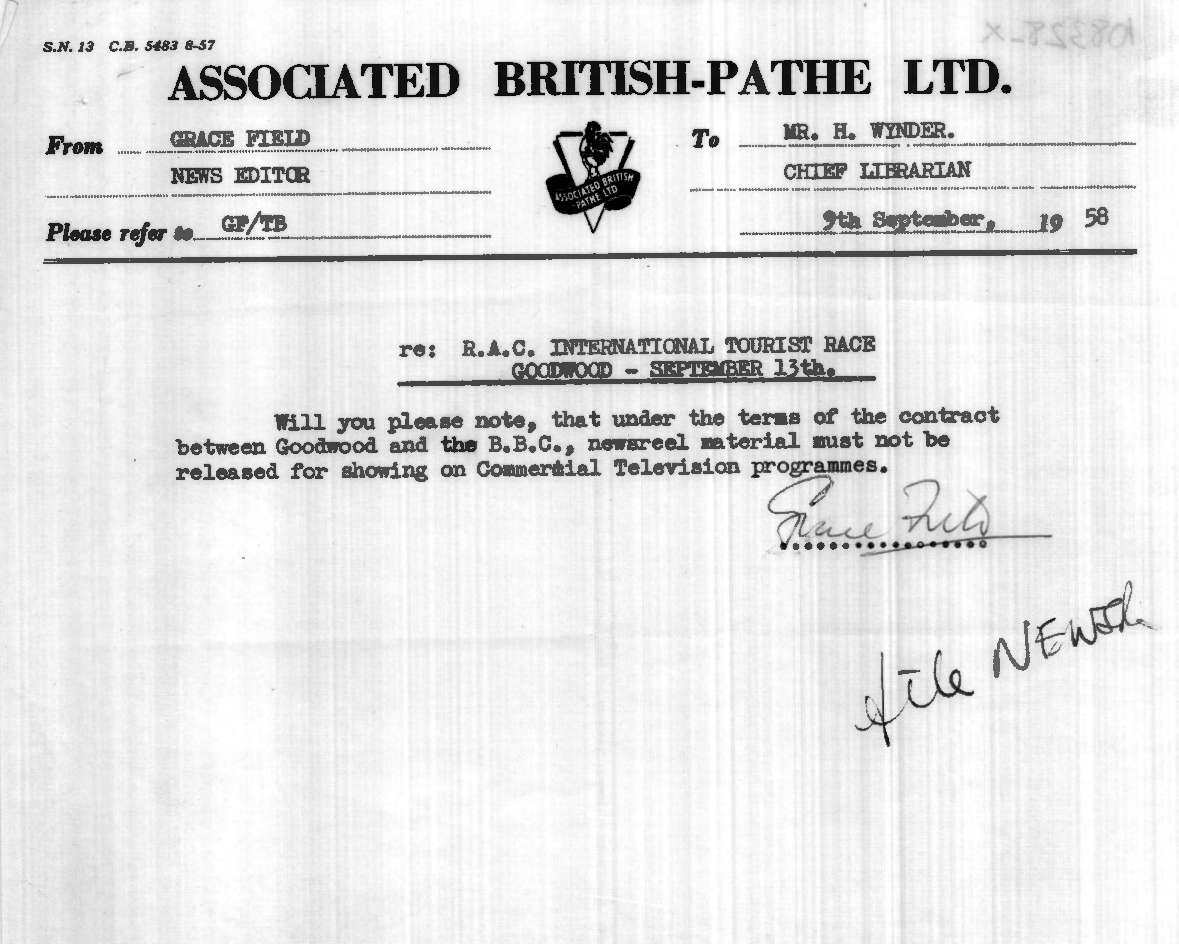 S.N. 13 C.B. 5483 8-57
ASSOCIATED BRITISH-PATHE LTD.
From GRACE FIELD
NEWS EDITOR
Please refer to GF/TB
ASSOCIATED BRITISH
PATHE LTD
To MR. H. WYNDER.
CHIEF LIBRARIAN
9th September, 19 58
re: R.A.C. INTERNATIONAL TOURIST RACE
GOODWOOD - SEPTEMBER 13th.
Will you please note, that under the terms of the contract
between Goodwood and the B.B.C., newsreel material must not be
released for showing on Commercial Television programmes.
Grace Field
file